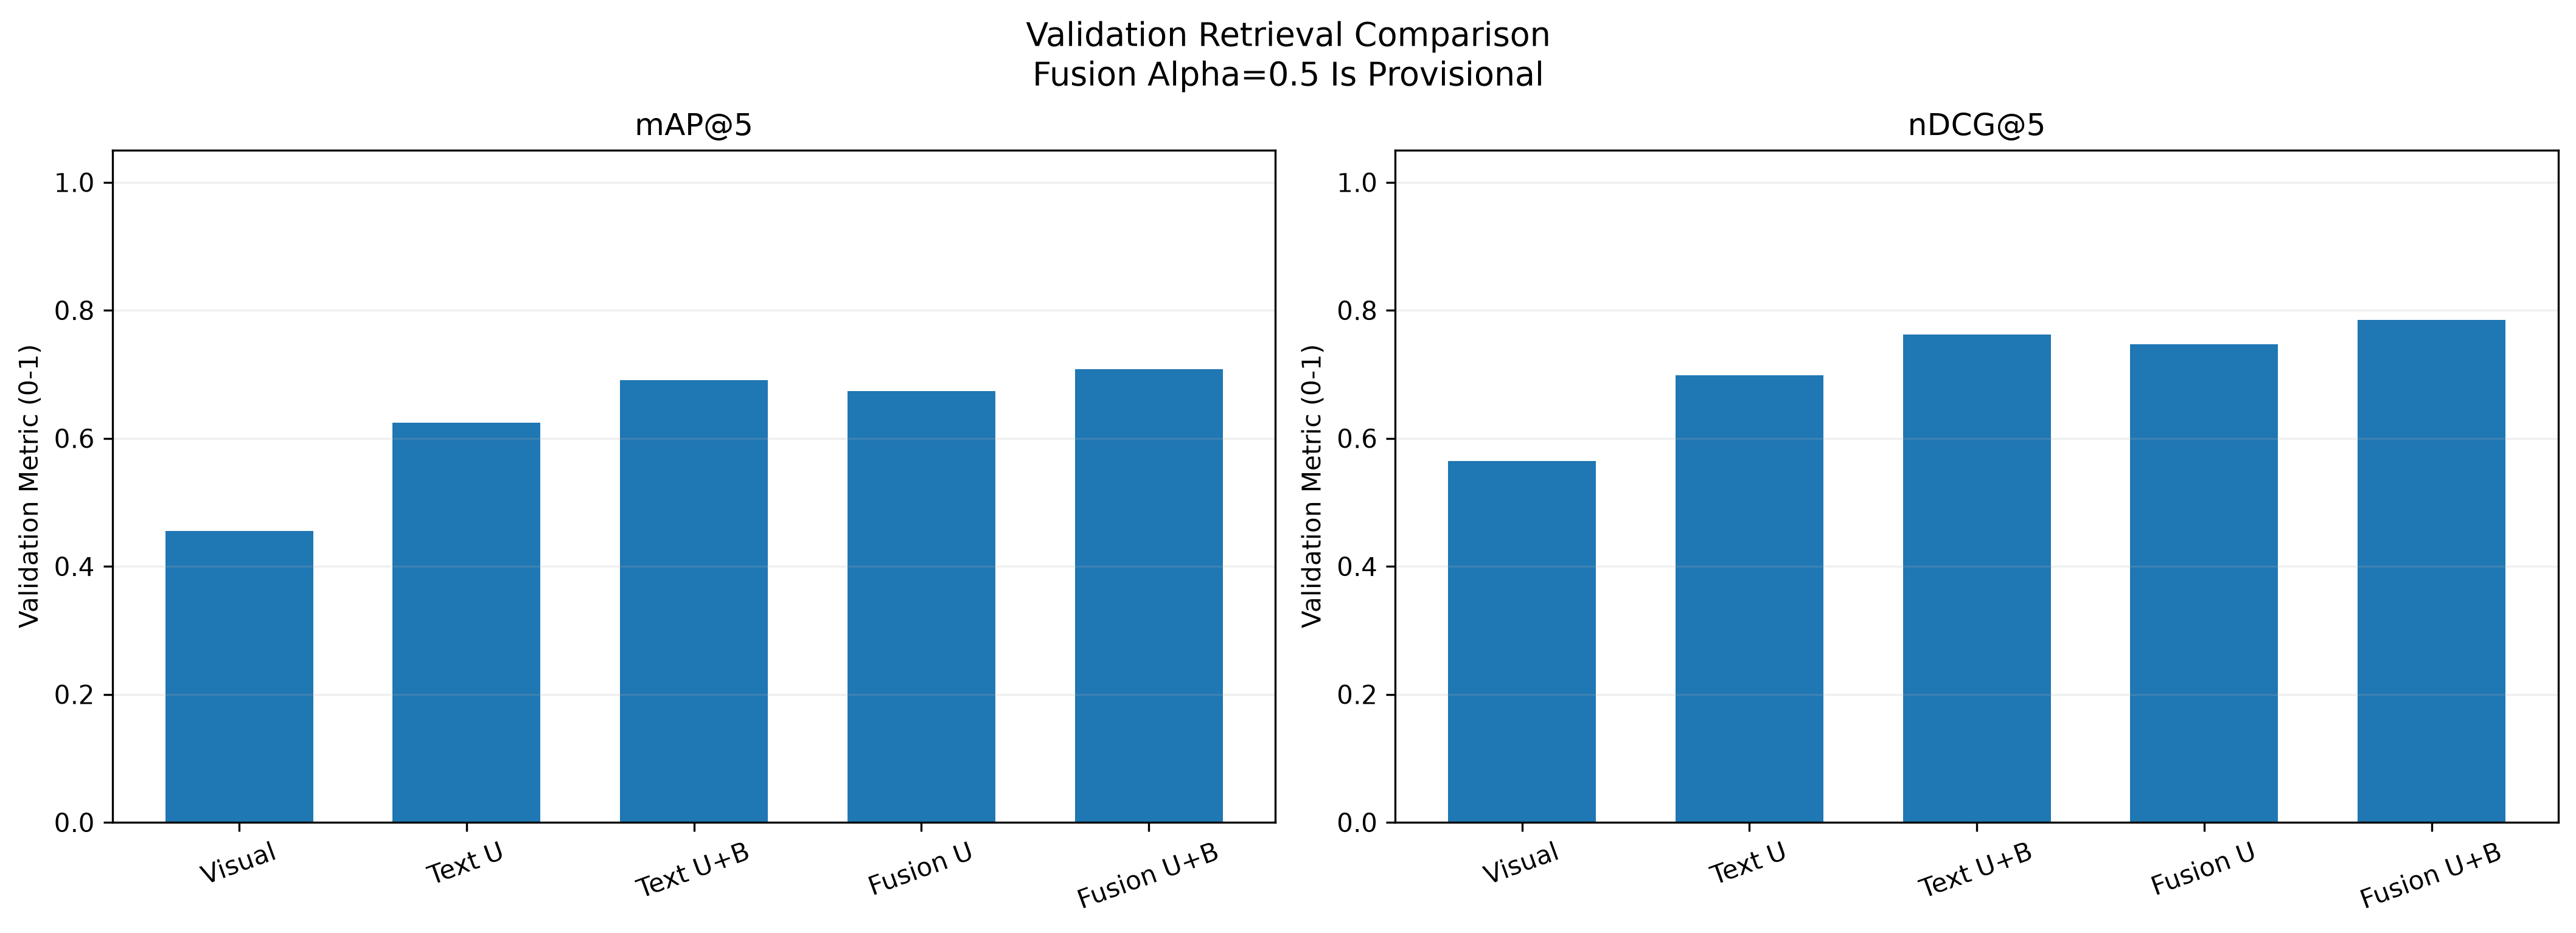 Validation Retrieval Comparison
Fusion Alpha=0.5 Is Provisional
mAP@5
Validation Metric (0-1)
1.0
0.8
0.6
0.4
0.2
0.0
Visual
Text U
Text U+B
Fusion U
Fusion U+B
nDCG@5
Validation Metric (0-1)
1.0
0.8
0.6
0.4
0.2
0.0
Visual
Text U
Text U+B
Fusion U
Fusion U+B